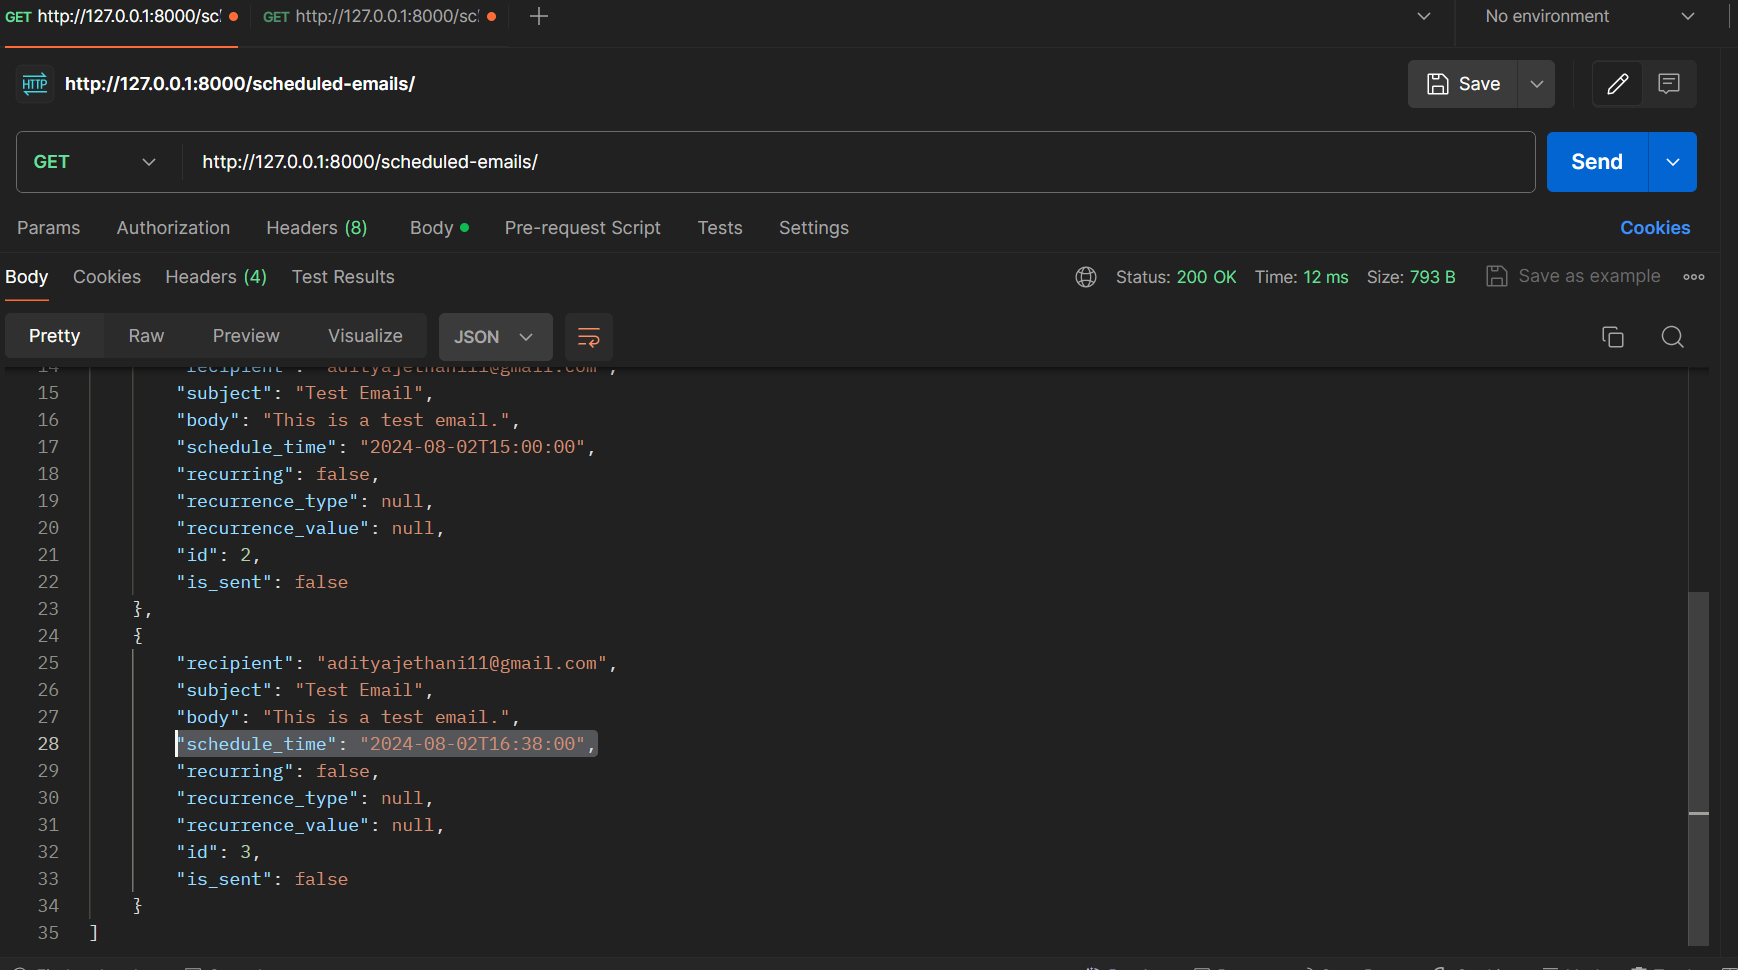 GET http://127.0.0.1:8000/sc GET http://127.0.0.1:8000/sc No environment
HTTP http://127.0.0.1:8000/scheduled-emails/ Save
GET http://127.0.0.1:8000/scheduled-emails/ Send
Params Authorization Headers (8) Body Pre-request Script Tests Settings Cookies
Body Cookies Headers (4) Test Results Status: 200 OK Time: 12 ms Size: 793 B Save as example
Pretty Raw Preview Visualize JSON
14 "recipient": "adityajethani11@gmail.com",
15 "subject": "Test Email",
16 "body": "This is a test email.",
17 "schedule_time": "2024-08-02T15:00:00",
18 "recurring": false,
19 "recurrence_type": null,
20 "recurrence_value": null,
21 "id": 2,
22 "is_sent": false
23 },
24 {
25 "recipient": "adityajethani11@gmail.com",
26 "subject": "Test Email",
27 "body": "This is a test email.",
28 "schedule_time": "2024-08-02T16:38:00",
29 "recurring": false,
30 "recurrence_type": null,
31 "recurrence_value": null,
32 "id": 3,
33 "is_sent": false
34 }
35 ]